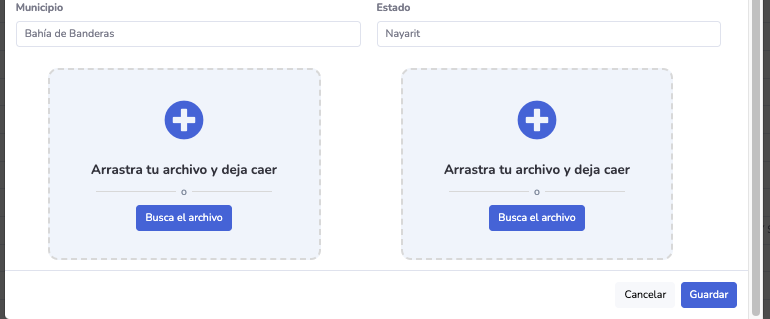 Municipio
Estado
Bahía de Banderas
Nayarit
Arrastra tu archivo y deja caer
Arrastra tu archivo y deja caer
o
o
Busca el archivo
Busca el archivo
Cancelar
Guardar